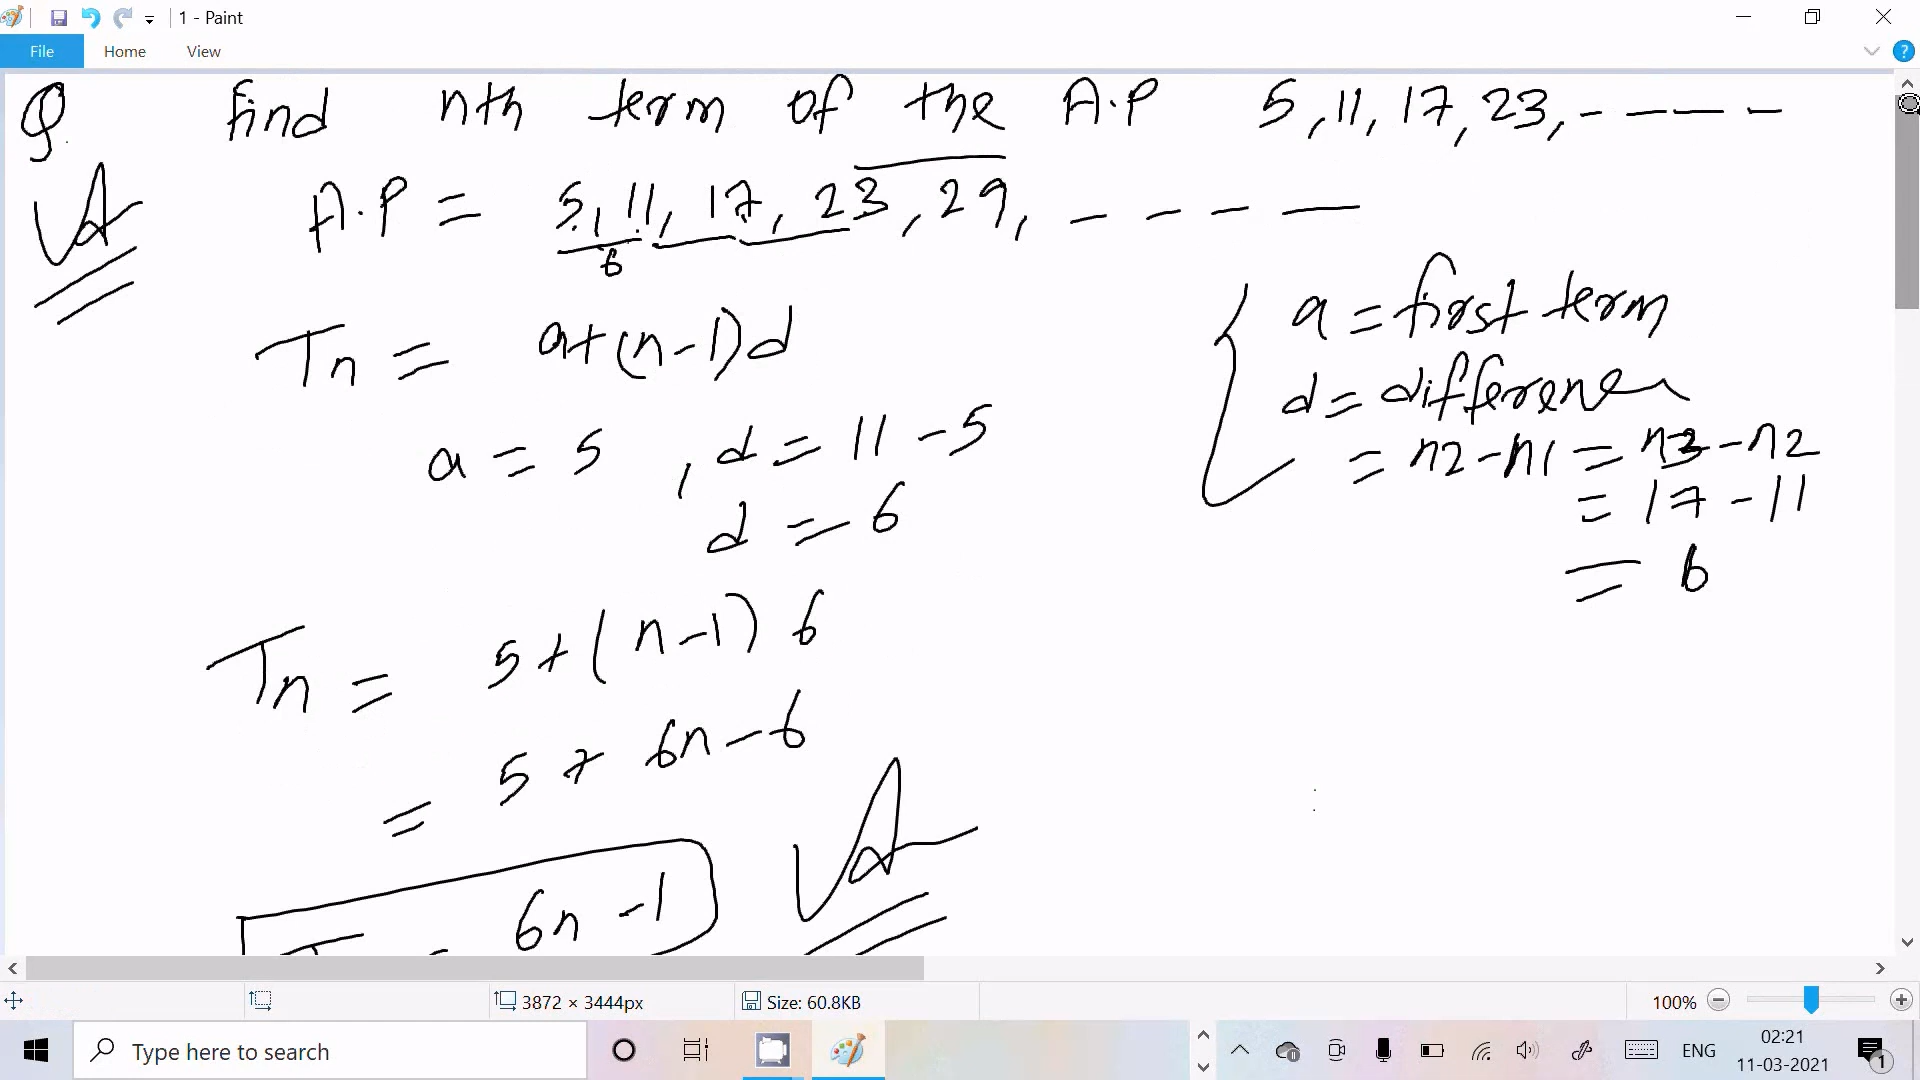 1 - Paint
File Home View
Q find nth term of the A.P 5, 11, 17, 23, - - - -
A.P = 5, 11, 17, 23, 29, - - - -
6
Tn = a+(n-1)d
a = 5 , d = 11 - 5
d = 6
a = first term
d = difference
= n2 - n1 = n3 - n2
= 17 - 11
= 6
Tn = 5 + (n-1) 6
= 5 + 6n - 6
6n - 1
3872 × 3444px
Size: 60.8KB
100%
Type here to search
ENG
02:21
11-03-2021
1